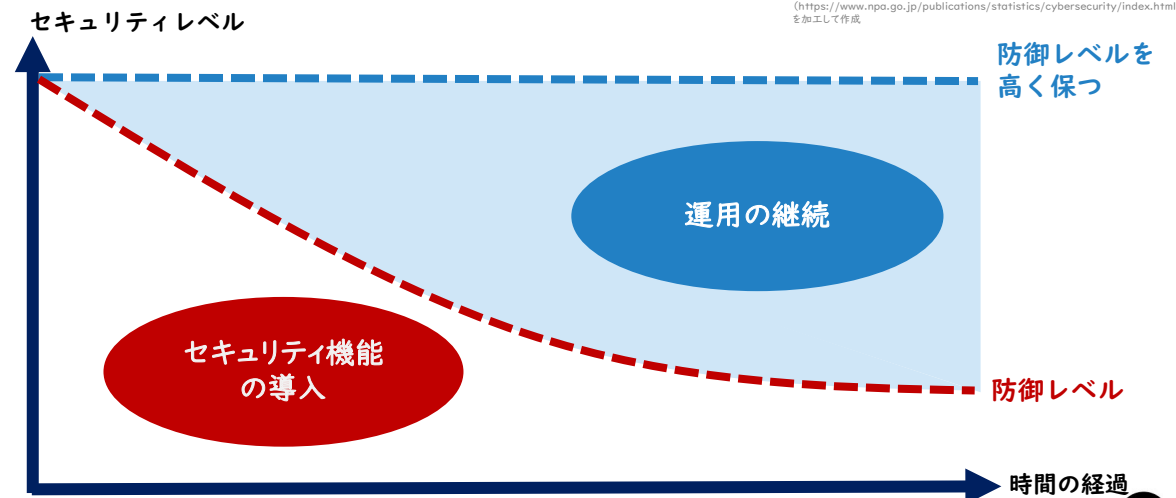 (https://www.npa.go.jp/publications/statistics/cybersecurity/index.html
を加工して作成
セキュリティレベル
防御レベルを
高く保つ
運用の継続
セキュリティ機能
の導入
防御レベル
時間の経過